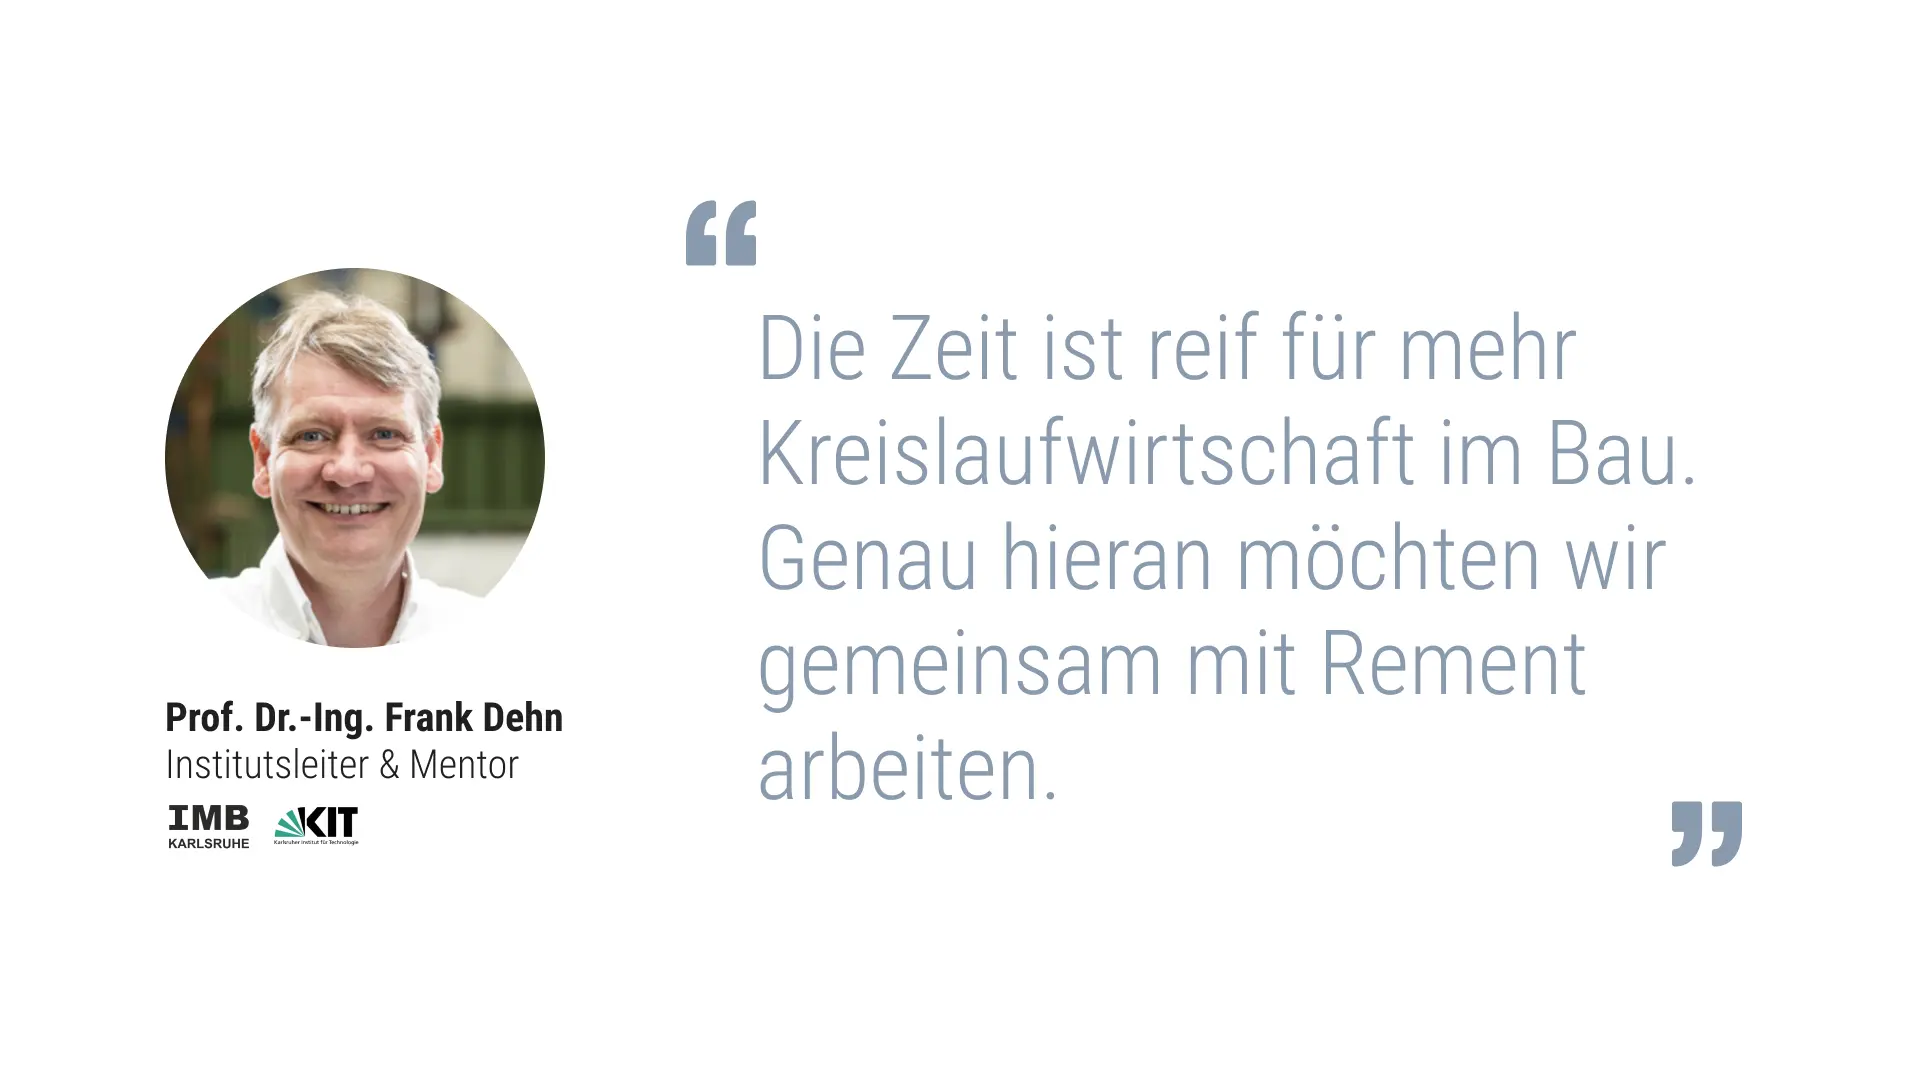 “
Die Zeit ist reif für mehr
Kreislaufwirtschaft im Bau.
Genau hieran möchten wir
gemeinsam mit Rement
arbeiten.
”
Prof. Dr.-Ing. Frank Dehn
Institutsleiter & Mentor
IMB
KARLSRUHE
KIT
Karlsruher Institut für Technologie